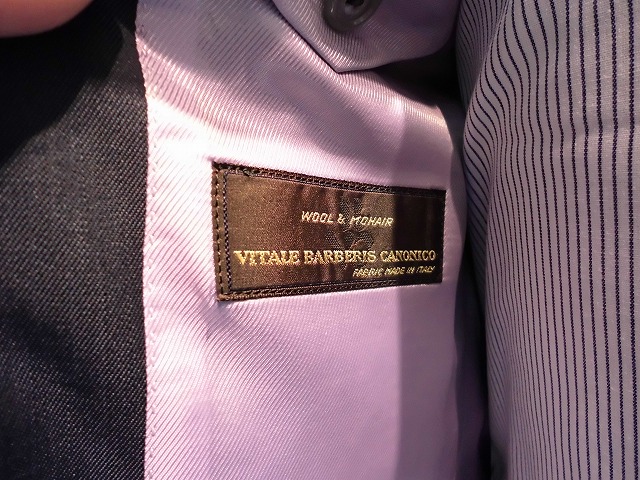 WOOL & MOHAIR
VITALE BARBERIS CANONICO
FABRIC MADE IN ITALY